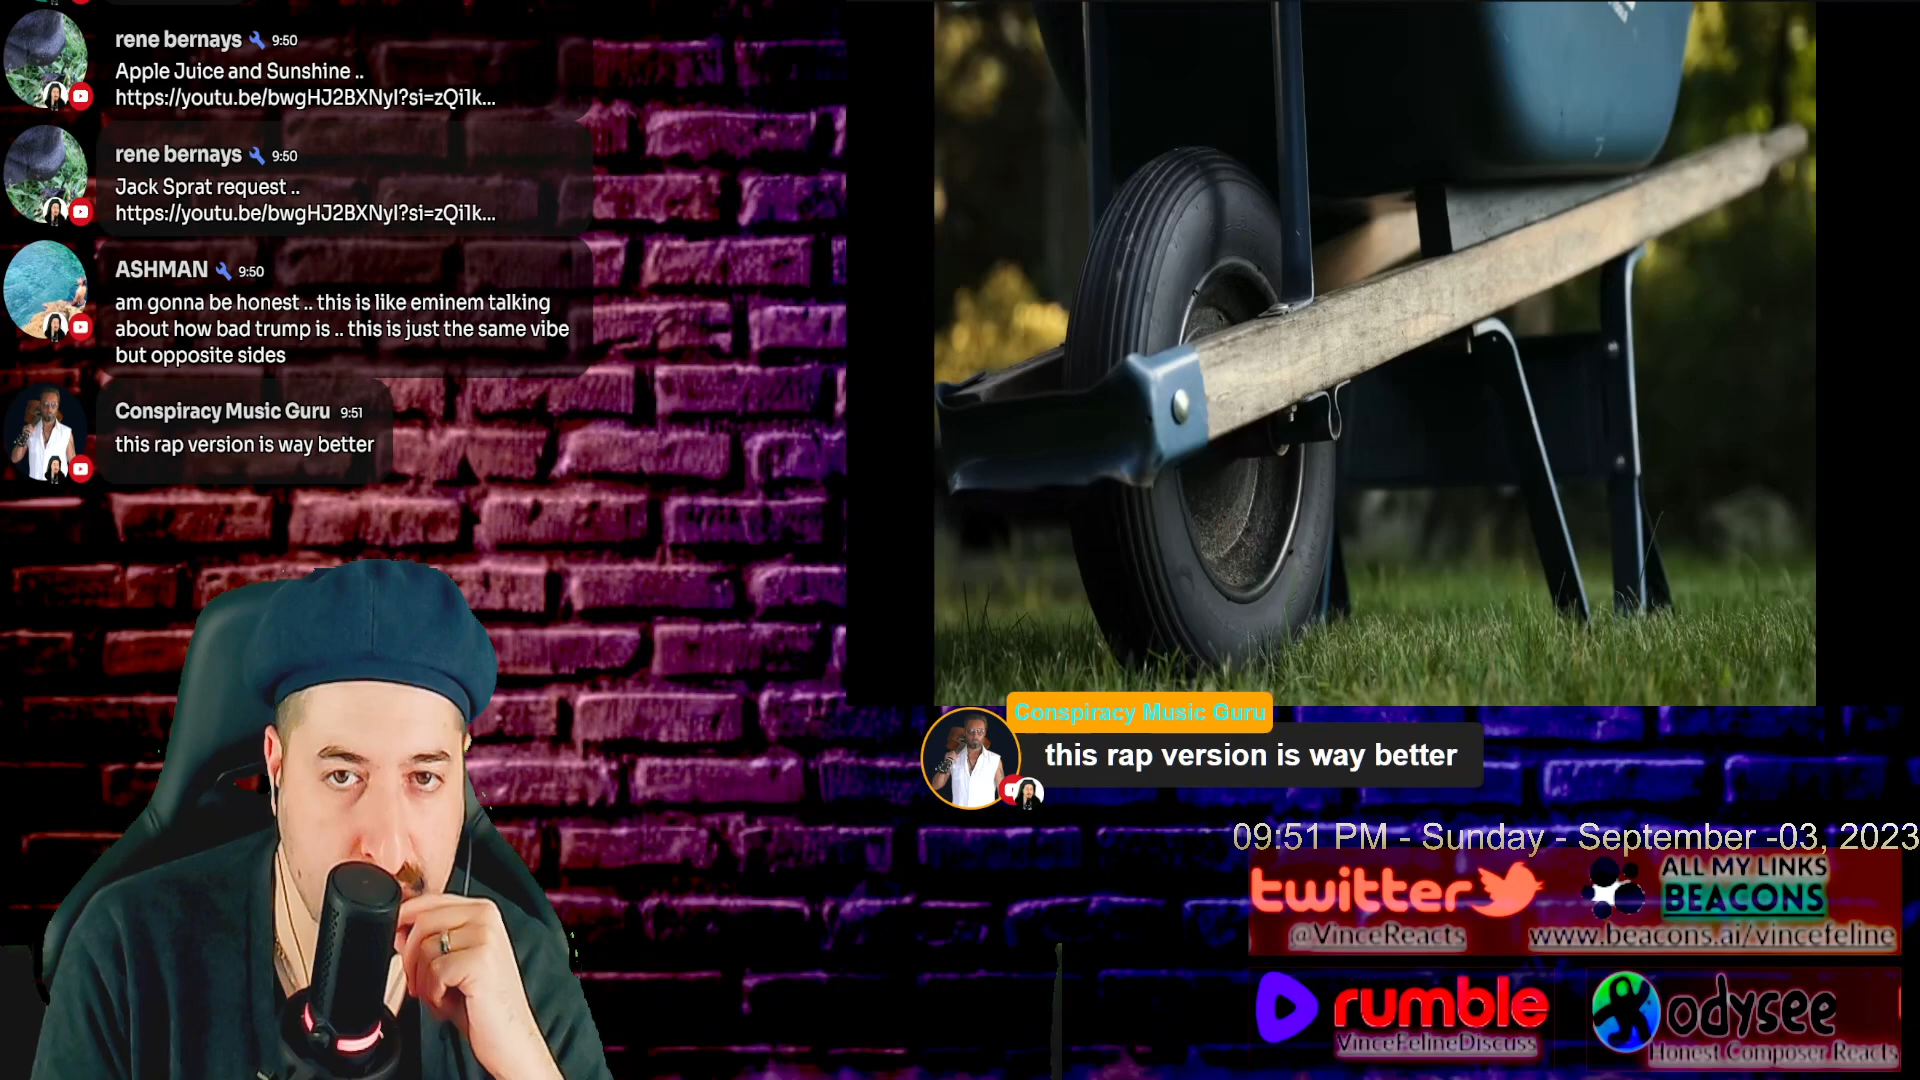 rene bernays 9:50
Apple Juice and Sunshine ..
https://youtu.be/bwgHJ2BXNyI?si=zQi1k...
rene bernays 9:50
Jack Sprat request ..
https://youtu.be/bwgHJ2BXNyI?si=zQi1k...
ASHMAN 9:50
am gonna be honest .. this is like eminem talking
about how bad trump is .. this is just the same vibe
but opposite sides
Conspiracy Music Guru 9:51
this rap version is way better
Conspiracy Music Guru
this rap version is way better
09:51 PM - Sunday - September -03, 2023
twitter
@VinceReacts
ALL MY LINKS
BEACONS
www.beacons.ai/vincefeline
rumble
VinceFelineDiscuss
odysee
Honest Composer Reacts